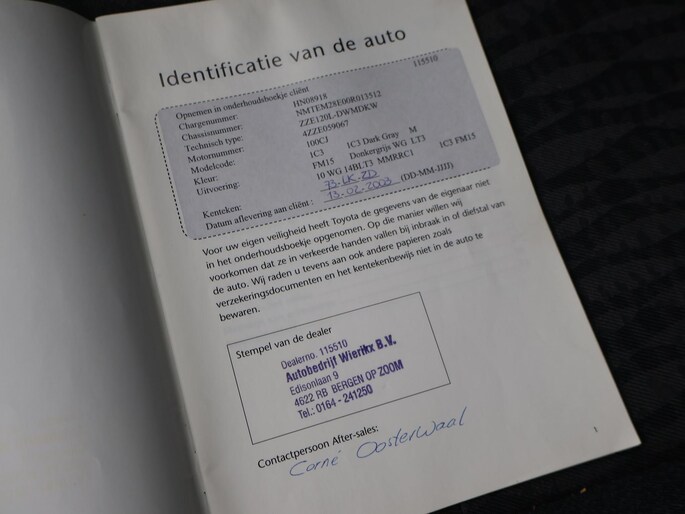 Identificatie van de auto
Opnemen in onderhoudsboekje cliënt 115510
Chargenummer: HN08918
Chassisnummer: NMTEM28E00R013512
Technisch type: ZZE120L-DWMDKW
Motornummer: 4ZZE059067
Modelcode: 100CJ
Kleur: 1C3 1C3 Dark Gray M
Uitvoering: FM15 Donkergrijs WG LT3
10 WG 14BLT3 MMRRC1 1C3 FM15
Kenteken: 73-LK-ZD
Datum aflevering aan cliënt : 13-02-2003 (DD-MM-JJJJ)
Voor uw eigen veiligheid heeft Toyota de gegevens van de eigenaar niet
in het onderhoudsboekje opgenomen. Op die manier willen wij
voorkomen dat ze in verkeerde handen vallen bij inbraak in of diefstal van
de auto. Wij raden u tevens aan ook andere papieren zoals
verzekeringsdocumenten en het kentekenbewijs niet in de auto te
bewaren.
Stempel van de dealer
Dealerno. 115510
Autobedrijf Wierikx B.V.
Edisonlaan 9
4622 RB BERGEN OP ZOOM
Tel.: 0164 - 241250
Contactpersoon After-sales:
Corné Oosterwaal
1